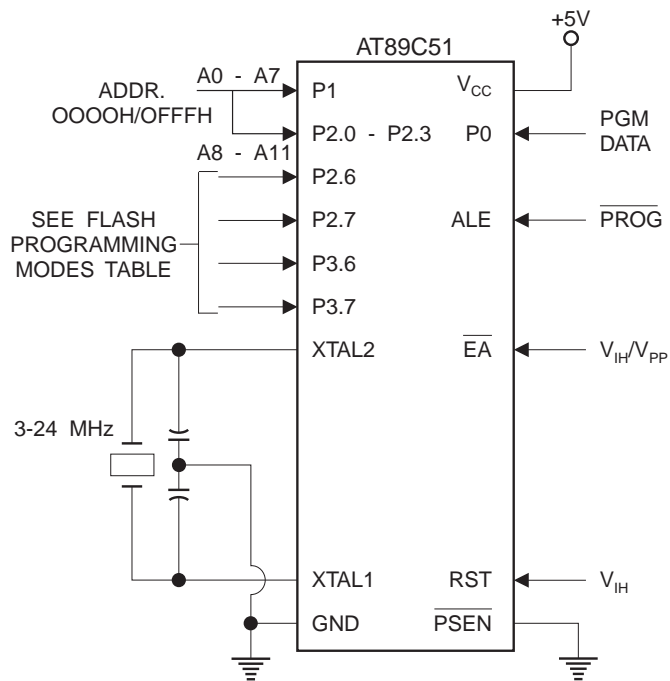 +5V
AT89C51
A0 - A7
ADDR.
OOOOH/OFFFH
P1
VCC
P2.0 - P2.3
P0
PGM
DATA
A8 - A11
P2.6
SEE FLASH
PROGRAMMING
MODES TABLE
P2.7
ALE
PROG
P3.6
P3.7
XTAL2
EA
VIH/VPP
3-24 MHz
XTAL1
RST
VIH
GND
PSEN